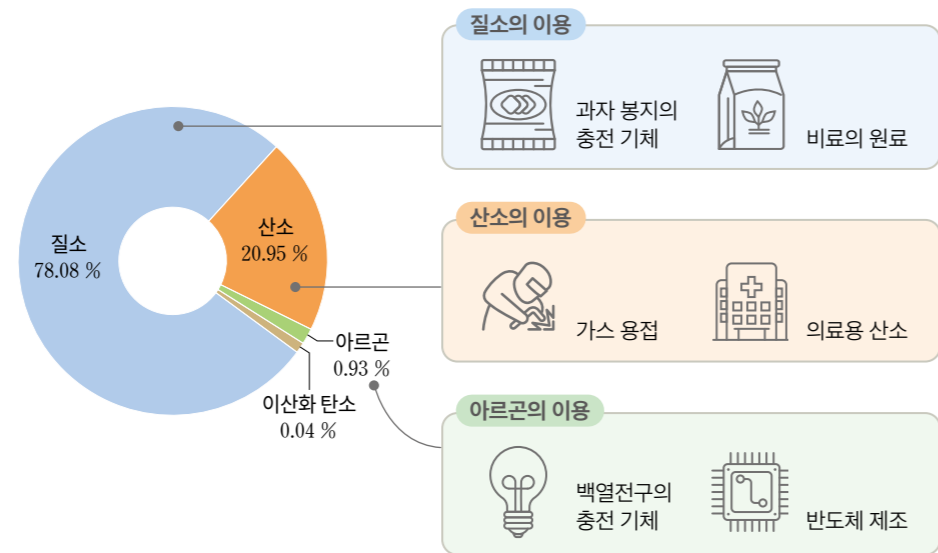 질소의 이용
과자 봉지의
충전 기체
비료의 원료
질소
78.08 %
산소
20.95 %
아르곤
0.93 %
이산화 탄소
0.04 %
산소의 이용
가스 용접
의료용 산소
아르곤의 이용
백열전구의
충전 기체
반도체 제조